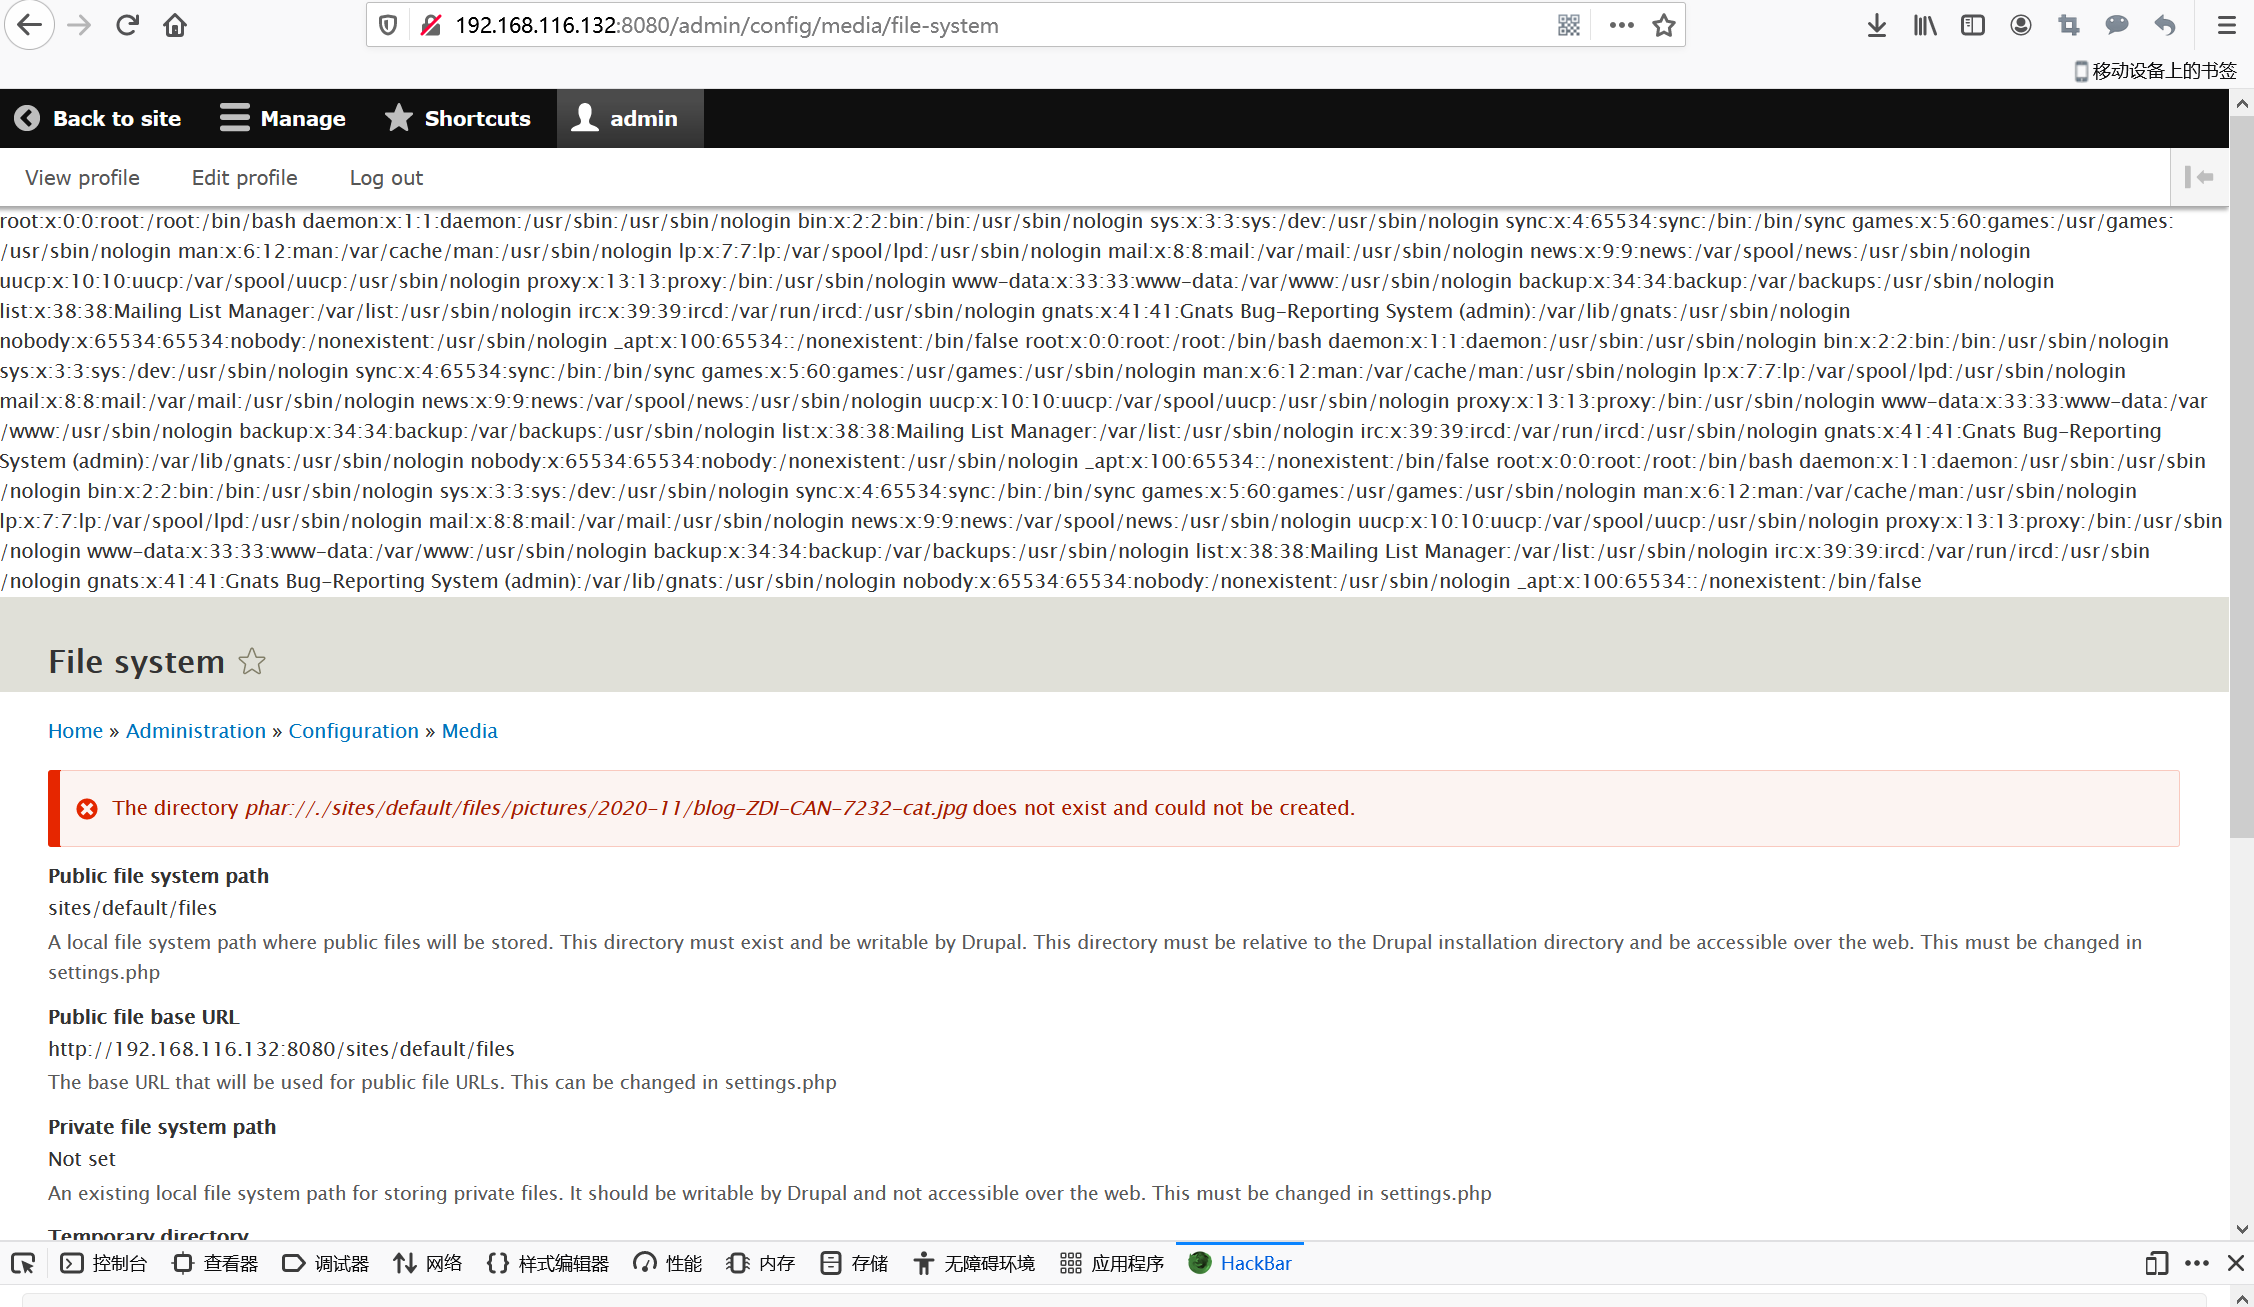 192.168.116.132:8080/admin/config/media/file-system
移动设备上的书签
Back to site Manage Shortcuts admin
View profile Edit profile Log out
root:x:0:0:root:/root:/bin/bash daemon:x:1:1:daemon:/usr/sbin:/usr/sbin/nologin bin:x:2:2:bin:/bin:/usr/sbin/nologin sys:x:3:3:sys:/dev:/usr/sbin/nologin sync:x:4:65534:sync:/bin:/bin/sync games:x:5:60:games:/usr/games:
/usr/sbin/nologin man:x:6:12:man:/var/cache/man:/usr/sbin/nologin lp:x:7:7:lp:/var/spool/lpd:/usr/sbin/nologin mail:x:8:8:mail:/var/mail:/usr/sbin/nologin news:x:9:9:news:/var/spool/news:/usr/sbin/nologin
uucp:x:10:10:uucp:/var/spool/uucp:/usr/sbin/nologin proxy:x:13:13:proxy:/bin:/usr/sbin/nologin www-data:x:33:33:www-data:/var/www:/usr/sbin/nologin backup:x:34:34:backup:/var/backups:/usr/sbin/nologin
list:x:38:38:Mailing List Manager:/var/list:/usr/sbin/nologin irc:x:39:39:ircd:/var/run/ircd:/usr/sbin/nologin gnats:x:41:41:Gnats Bug-Reporting System (admin):/var/lib/gnats:/usr/sbin/nologin
nobody:x:65534:65534:nobody:/nonexistent:/usr/sbin/nologin _apt:x:100:65534::/nonexistent:/bin/false root:x:0:0:root:/root:/bin/bash daemon:x:1:1:daemon:/usr/sbin:/usr/sbin/nologin bin:x:2:2:bin:/bin:/usr/sbin/nologin
sys:x:3:3:sys:/dev:/usr/sbin/nologin sync:x:4:65534:sync:/bin:/bin/sync games:x:5:60:games:/usr/games:/usr/sbin/nologin man:x:6:12:man:/var/cache/man:/usr/sbin/nologin lp:x:7:7:lp:/var/spool/lpd:/usr/sbin/nologin
mail:x:8:8:mail:/var/mail:/usr/sbin/nologin news:x:9:9:news:/var/spool/news:/usr/sbin/nologin uucp:x:10:10:uucp:/var/spool/uucp:/usr/sbin/nologin proxy:x:13:13:proxy:/bin:/usr/sbin/nologin www-data:x:33:33:www-data:/var
/www:/usr/sbin/nologin backup:x:34:34:backup:/var/backups:/usr/sbin/nologin list:x:38:38:Mailing List Manager:/var/list:/usr/sbin/nologin irc:x:39:39:ircd:/var/run/ircd:/usr/sbin/nologin gnats:x:41:41:Gnats Bug-Reporting
System (admin):/var/lib/gnats:/usr/sbin/nologin nobody:x:65534:65534:nobody:/nonexistent:/usr/sbin/nologin _apt:x:100:65534::/nonexistent:/bin/false root:x:0:0:root:/root:/bin/bash daemon:x:1:1:daemon:/usr/sbin:/usr/sbin
/nologin bin:x:2:2:bin:/bin:/usr/sbin/nologin sys:x:3:3:sys:/dev:/usr/sbin/nologin sync:x:4:65534:sync:/bin:/bin/sync games:x:5:60:games:/usr/games:/usr/sbin/nologin man:x:6:12:man:/var/cache/man:/usr/sbin/nologin
lp:x:7:7:lp:/var/spool/lpd:/usr/sbin/nologin mail:x:8:8:mail:/var/mail:/usr/sbin/nologin news:x:9:9:news:/var/spool/news:/usr/sbin/nologin uucp:x:10:10:uucp:/var/spool/uucp:/usr/sbin/nologin proxy:x:13:13:proxy:/bin:/usr/sbin
/nologin www-data:x:33:33:www-data:/var/www:/usr/sbin/nologin backup:x:34:34:backup:/var/backups:/usr/sbin/nologin list:x:38:38:Mailing List Manager:/var/list:/usr/sbin/nologin irc:x:39:39:ircd:/var/run/ircd:/usr/sbin
/nologin gnats:x:41:41:Gnats Bug-Reporting System (admin):/var/lib/gnats:/usr/sbin/nologin nobody:x:65534:65534:nobody:/nonexistent:/usr/sbin/nologin _apt:x:100:65534::/nonexistent:/bin/false
File system
Home » Administration » Configuration » Media
The directory phar://./sites/default/files/pictures/2020-11/blog-ZDI-CAN-7232-cat.jpg does not exist and could not be created.
Public file system path
sites/default/files
A local file system path where public files will be stored. This directory must exist and be writable by Drupal. This directory must be relative to the Drupal installation directory and be accessible over the web. This must be changed in
settings.php
Public file base URL
http://192.168.116.132:8080/sites/default/files
The base URL that will be used for public file URLs. This can be changed in settings.php
Private file system path
Not set
An existing local file system path for storing private files. It should be writable by Drupal and not accessible over the web. This must be changed in settings.php
Temporary directory
控制台 查看器 调试器 网络 样式编辑器 性能 内存 存储 无障碍环境 应用程序 HackBar